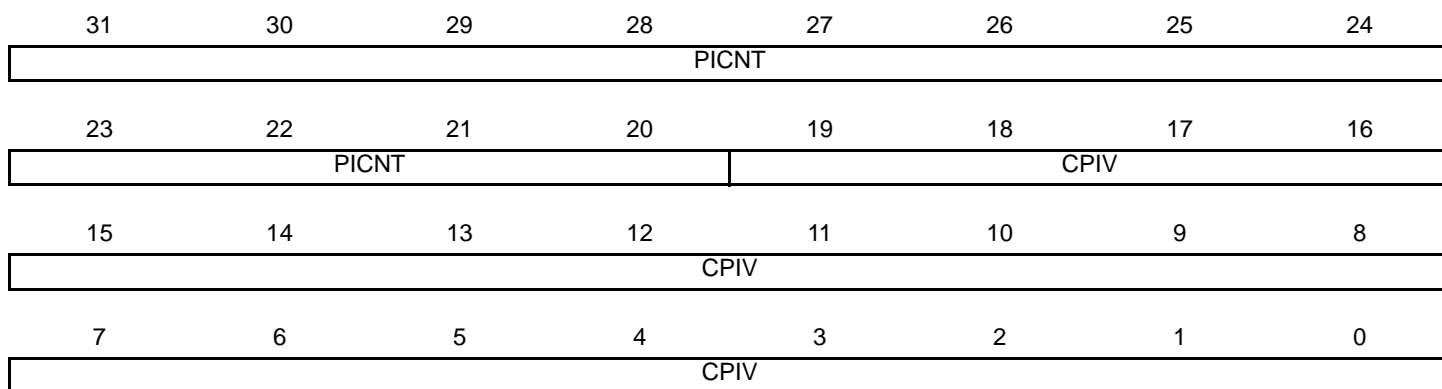 31 30 29 28 27 26 25 24
PICNT
23 22 21 20 19 18 17 16
PICNT CPIV
15 14 13 12 11 10 9 8
CPIV
7 6 5 4 3 2 1 0
CPIV